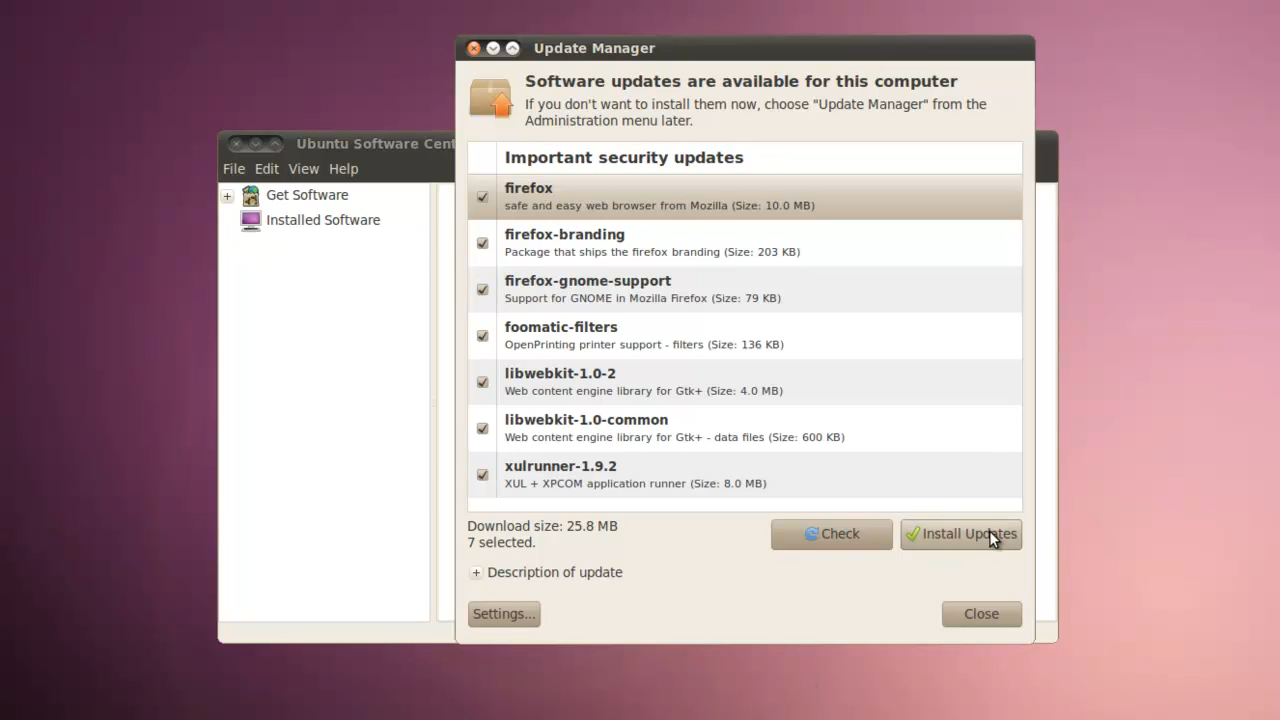 Update Manager
Software updates are available for this computer
If you don't want to install them now, choose "Update Manager" from the
Administration menu later.
Ubuntu Software Cent
File Edit View Help
Get Software
Installed Software
Important security updates
firefox
safe and easy web browser from Mozilla (Size: 10.0 MB)
firefox-branding
Package that ships the firefox branding (Size: 203 KB)
firefox-gnome-support
Support for GNOME in Mozilla Firefox (Size: 79 KB)
foomatic-filters
OpenPrinting printer support - filters (Size: 136 KB)
libwebkit-1.0-2
Web content engine library for Gtk+ (Size: 4.0 MB)
libwebkit-1.0-common
Web content engine library for Gtk+ - data files (Size: 600 KB)
xulrunner-1.9.2
XUL + XPCOM application runner (Size: 8.0 MB)
Download size: 25.8 MB
7 selected.
Check
Install Updates
Description of update
Settings...
Close